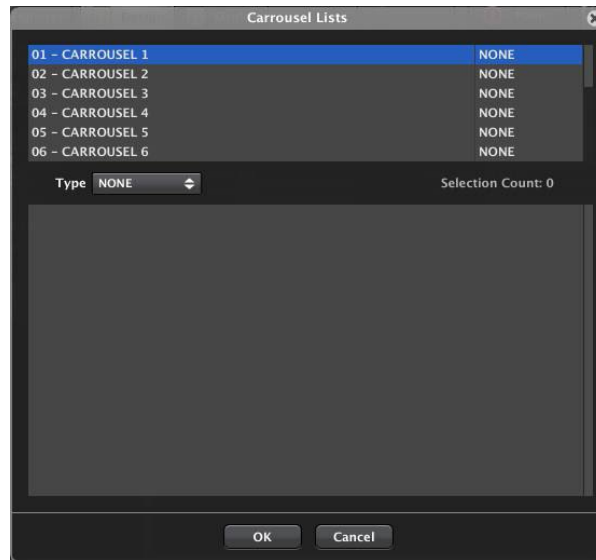 Carrousel Lists
01 - CARROUSEL 1 NONE
02 - CARROUSEL 2 NONE
03 - CARROUSEL 3 NONE
04 - CARROUSEL 4 NONE
05 - CARROUSEL 5 NONE
06 - CARROUSEL 6 NONE
Type NONE Selection Count: 0
OK Cancel